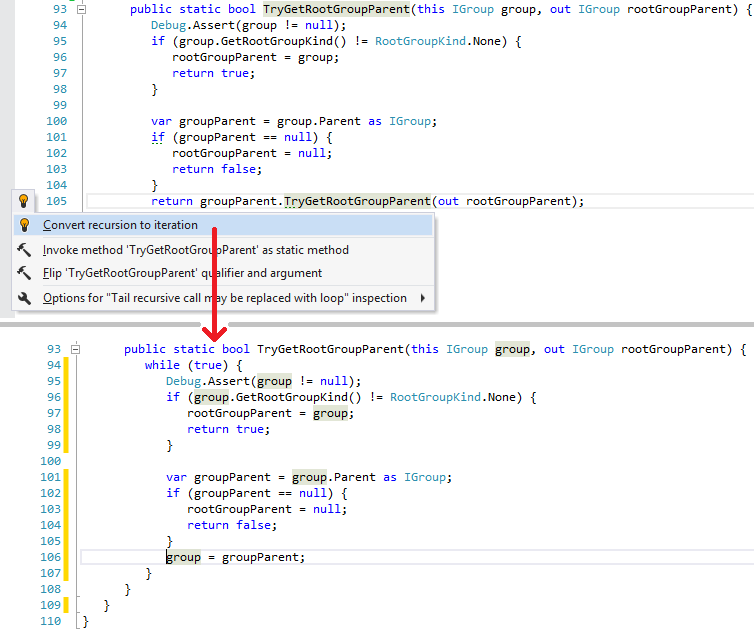 93 public static bool TryGetRootGroupParent(this IGroup group, out IGroup rootGroupParent) {
94 Debug.Assert(group != null);
95 if (group.GetRootGroupKind() != RootGroupKind.None) {
96 rootGroupParent = group;
97 return true;
98 }
99
100 var groupParent = group.Parent as IGroup;
101 if (groupParent == null) {
102 rootGroupParent = null;
103 return false;
104 }
105 return groupParent.TryGetRootGroupParent(out rootGroupParent);
Convert recursion to iteration
Invoke method 'TryGetRootGroupParent' as static method
Flip 'TryGetRootGroupParent' qualifier and argument
Options for "Tail recursive call may be replaced with loop" inspection
93 public static bool TryGetRootGroupParent(this IGroup group, out IGroup rootGroupParent) {
94 while (true) {
95 Debug.Assert(group != null);
96 if (group.GetRootGroupKind() != RootGroupKind.None) {
97 rootGroupParent = group;
98 return true;
99 }
100
101 var groupParent = group.Parent as IGroup;
102 if (groupParent == null) {
103 rootGroupParent = null;
104 return false;
105 }
106 group = groupParent;
107 }
108 }
109 }
110 }